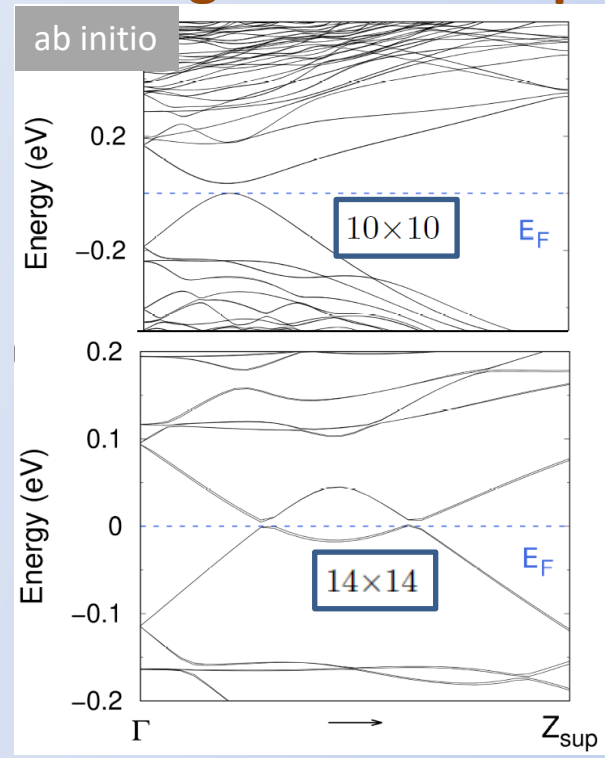 ab initio
Energy (eV)
0.2
−0.2
10×10
E_F
Energy (eV)
0.2
0.1
0
−0.1
−0.2
14×14
E_F
Γ
Z_sup